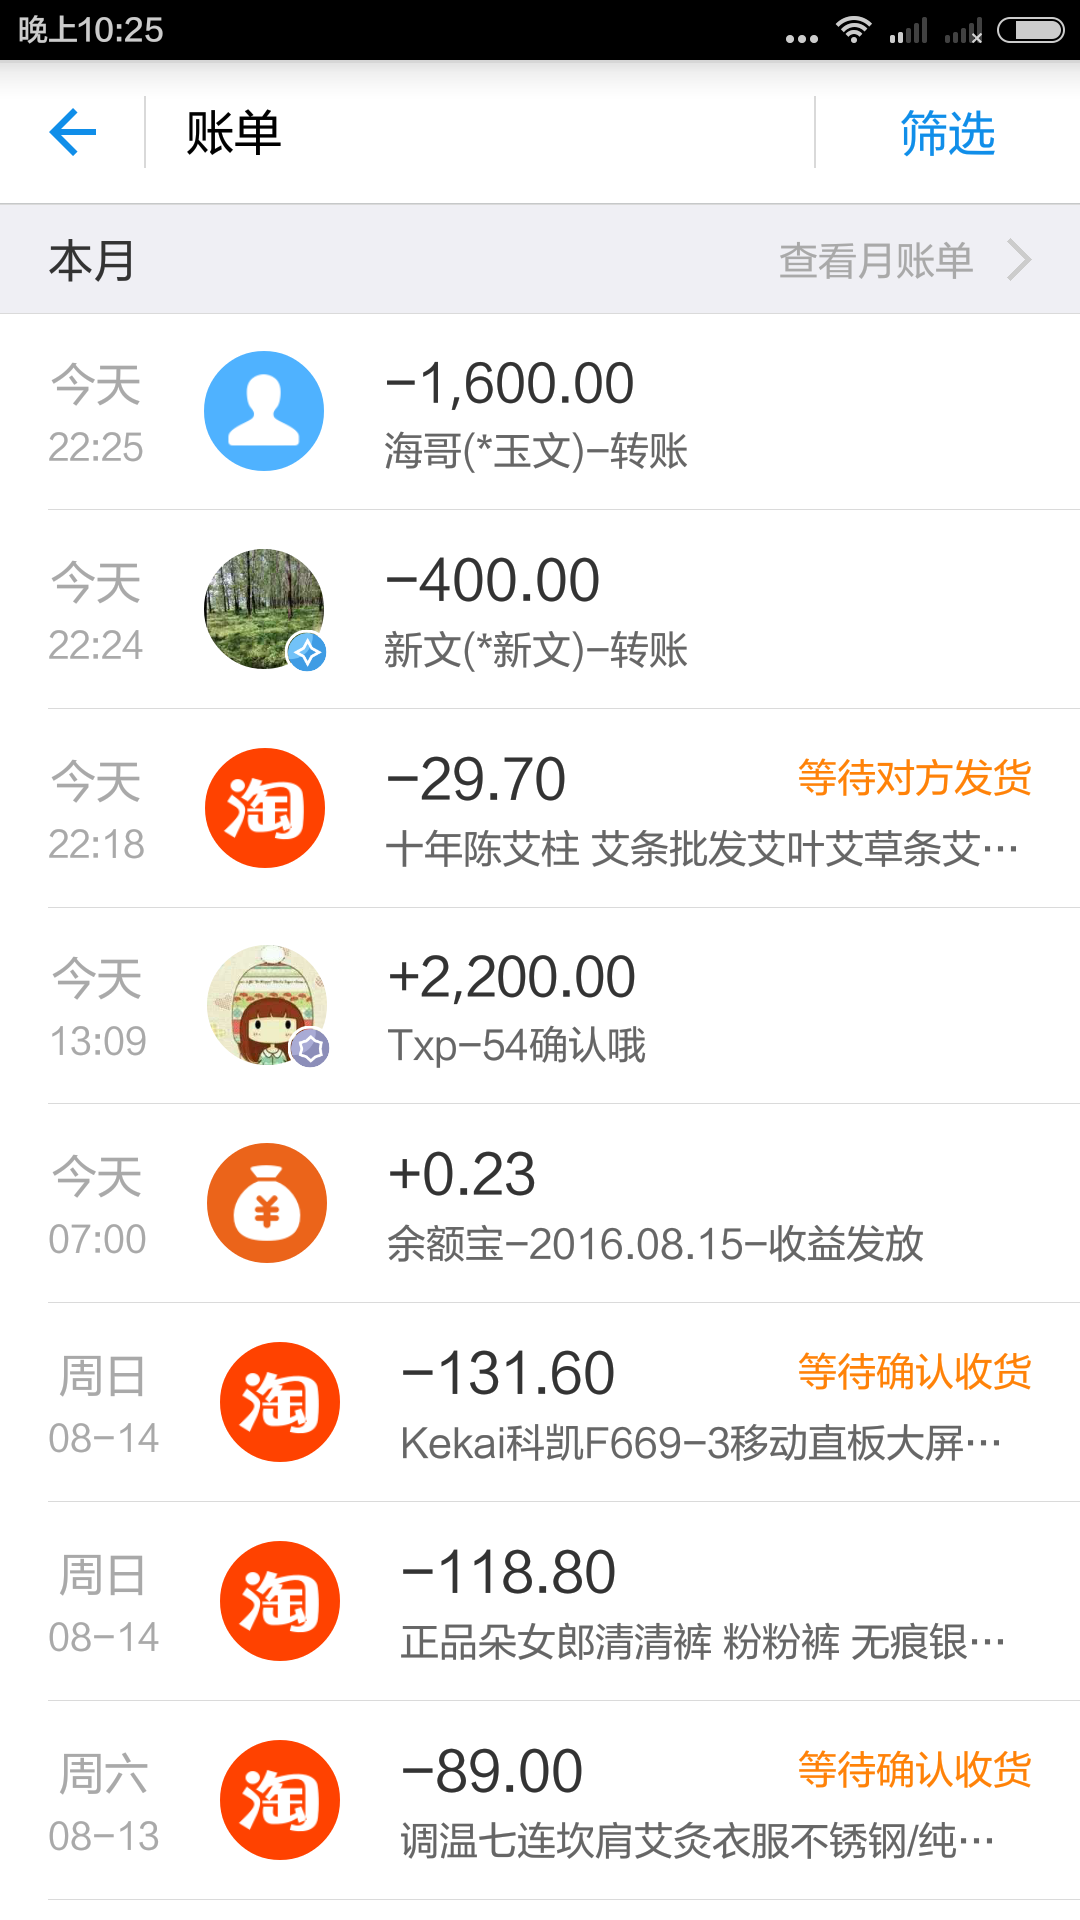 晚上10:25
账单
筛选
本月
查看月账单
今天
22:25
−1,600.00
海哥(*玉文)−转账
今天
22:24
−400.00
新文(*新文)−转账
今天
22:18
淘
−29.70
等待对方发货
十年陈艾柱 艾条批发艾叶艾草条艾…
今天
13:09
+2,200.00
Txp−54确认哦
今天
07:00
¥
+0.23
余额宝−2016.08.15−收益发放
周日
08−14
淘
−131.60
等待确认收货
Kekai科凯F669−3移动直板大屏…
周日
08−14
淘
−118.80
正品朵女郎清清裤 粉粉裤 无痕银…
周六
08−13
淘
−89.00
等待确认收货
调温七连坎肩艾灸衣服不锈钢/纯…